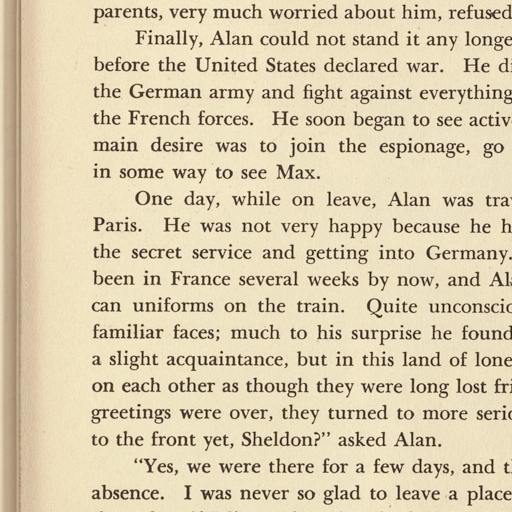 parents, very much worried about him, refused
Finally, Alan could not stand it any longe
before the United States declared war. He di
the German army and fight against everything
the French forces. He soon began to see activ
main desire was to join the espionage, go
in some way to see Max.
One day, while on leave, Alan was tra
Paris. He was not very happy because he h
the secret service and getting into Germany.
been in France several weeks by now, and Al
can uniforms on the train. Quite unconscio
familiar faces; much to his surprise he found
a slight acquaintance, but in this land of lone
on each other as though they were long lost fri
greetings were over, they turned to more serio
to the front yet, Sheldon?" asked Alan.
"Yes, we were there for a few days, and t
absence. I was never so glad to leave a place